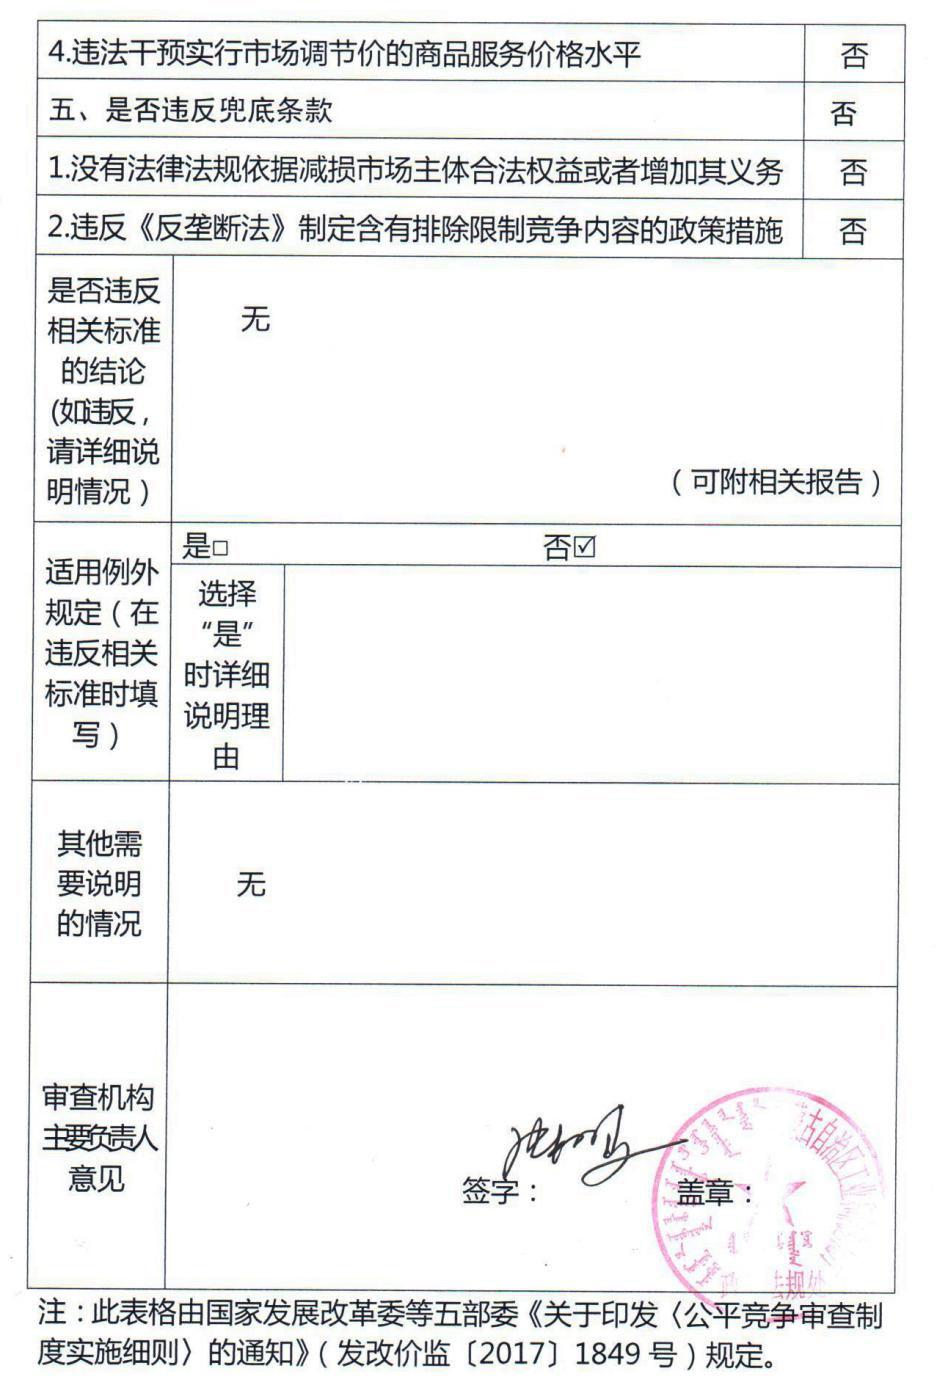 4.违法干预实行市场调节价的商品服务价格水平 否
五、是否违反兜底条款 否
1.没有法律法规依据减损市场主体合法权益或者增加其义务 否
2.违反《反垄断法》制定含有排除限制竞争内容的政策措施 否
是否违反
相关标准
的结论
(如违反，
请详细说
明情况）
无
（可附相关报告）
适用例外
规定（在
违反相关
标准时填
写）
是□ 否☑
选择
“是”
时详细
说明理
由
其他需
要说明
的情况
无
审查机构
主要负责人
意见
签字： 盖章：
古自治区工业
法规处
注：此表格由国家发展改革委等五部委《关于印发〈公平竞争审查制
度实施细则〉的通知》（发改价监〔2017〕1849 号）规定。